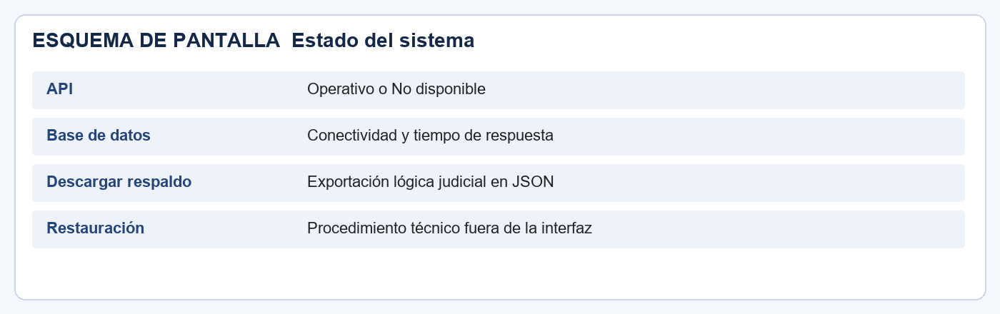 ESQUEMA DE PANTALLA  Estado del sistema
API Operativo o No disponible
Base de datos Conectividad y tiempo de respuesta
Descargar respaldo Exportación lógica judicial en JSON
Restauración Procedimiento técnico fuera de la interfaz